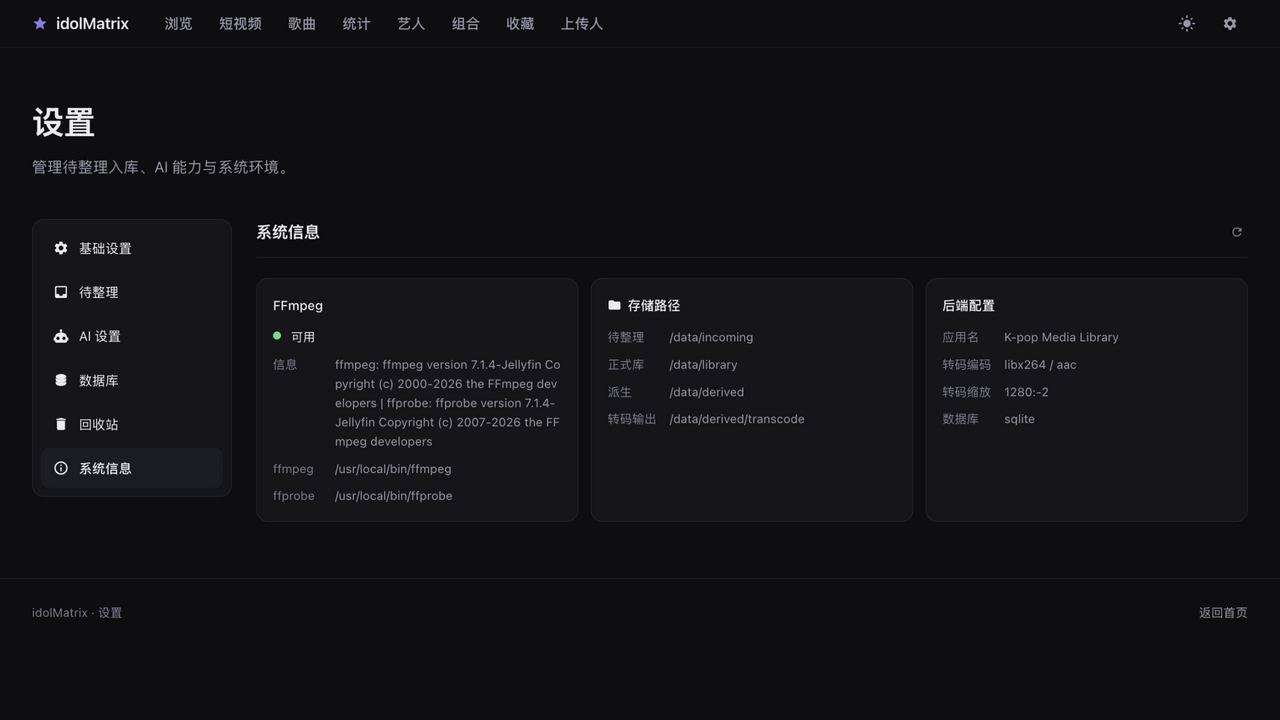 idolMatrix 浏览 短视频 歌曲 统计 艺人 组合 收藏 上传人
设置
管理待整理入库、AI 能力与系统环境。
基础设置
待整理
AI 设置
数据库
回收站
系统信息
系统信息
FFmpeg
可用
信息 ffmpeg: ffmpeg version 7.1.4-Jellyfin Co
pyright (c) 2000-2026 the FFmpeg dev
elopers | ffprobe: ffprobe version 7.1.4-
Jellyfin Copyright (c) 2007-2026 the FF
mpeg developers
ffmpeg /usr/local/bin/ffmpeg
ffprobe /usr/local/bin/ffprobe
存储路径
待整理 /data/incoming
正式库 /data/library
派生 /data/derived
转码输出 /data/derived/transcode
后端配置
应用名 K-pop Media Library
转码编码 libx264 / aac
转码缩放 1280:-2
数据库 sqlite
idolMatrix · 设置
返回首页